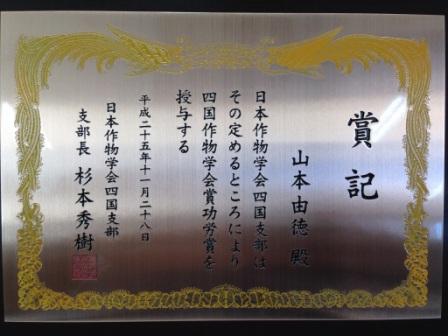 賞記
山本由徳 殿
日本作物学会四国支部は
その定めるところにより
四国作物学会賞功労賞を
授与する
平成二十五年十一月二十八日
日本作物学会四国支部
支部長 杉本秀樹